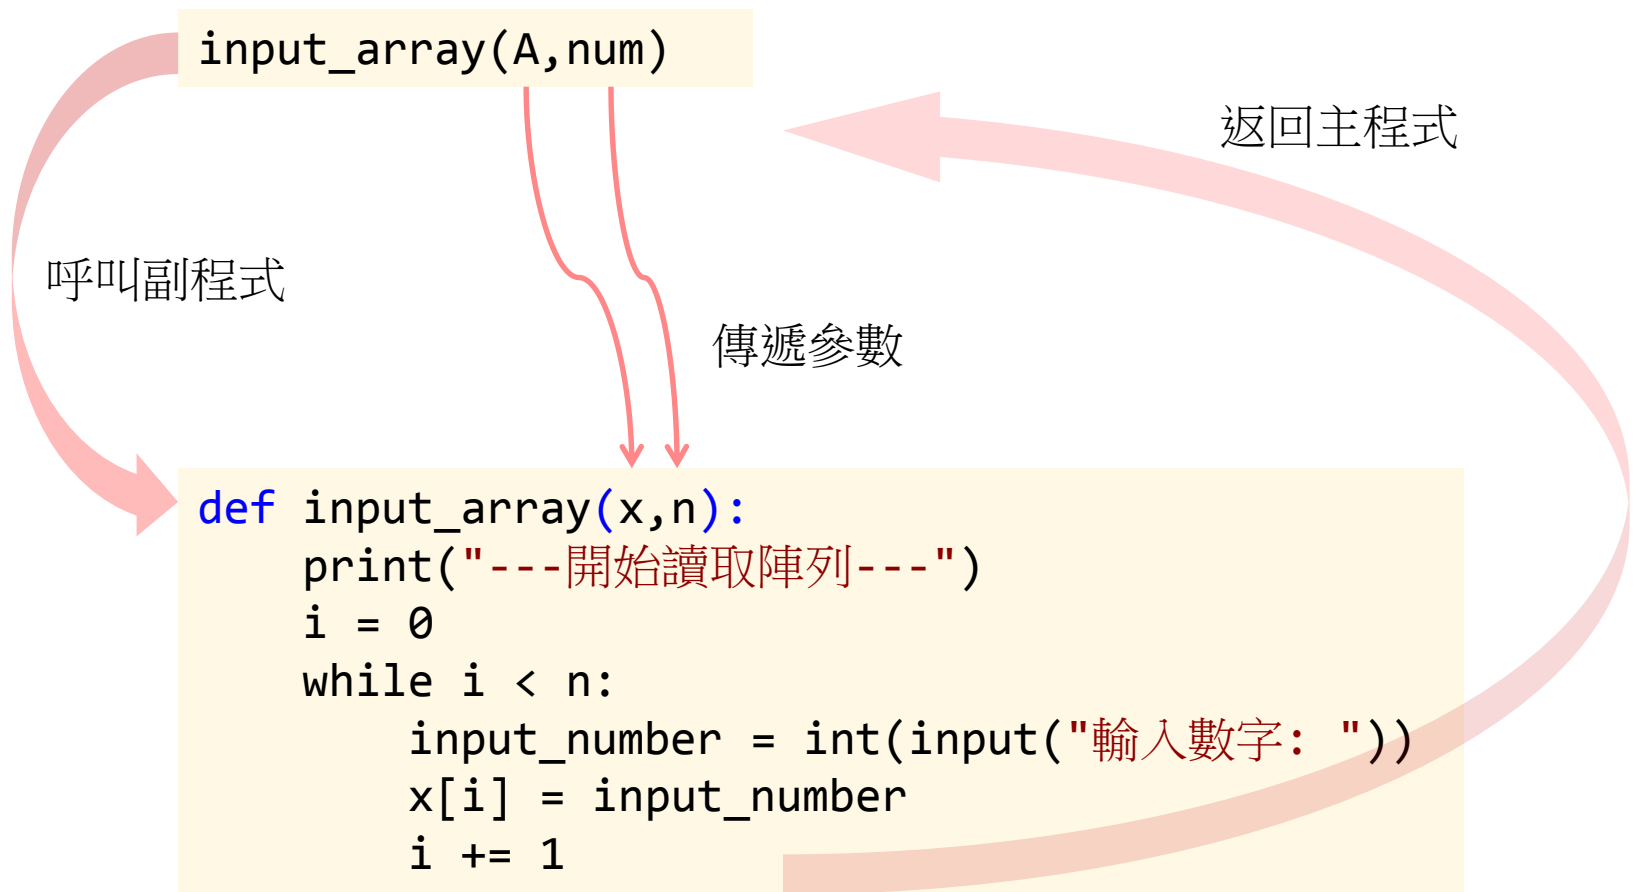 input_array(A,num)
返回主程式
呼叫副程式
傳遞參數
def input_array(x,n):
    print("---開始讀取陣列---")
    i = 0
    while i < n:
        input_number = int(input("輸入數字: "))
        x[i] = input_number
        i += 1